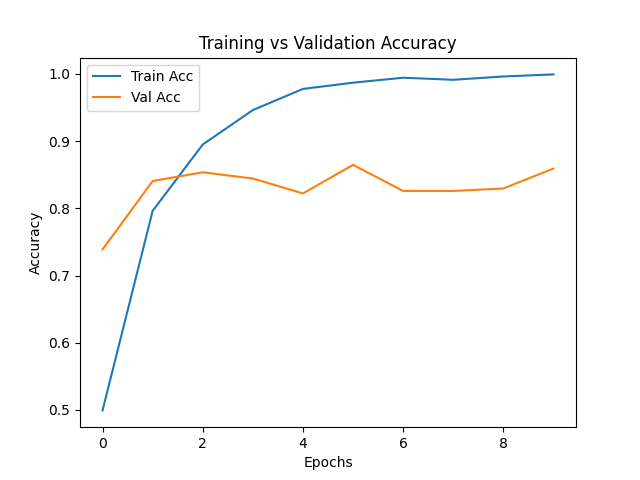 Training vs Validation Accuracy
Train Acc
Val Acc
1.0
0.9
0.8
0.7
0.6
0.5
Accuracy
0 2 4 6 8
Epochs